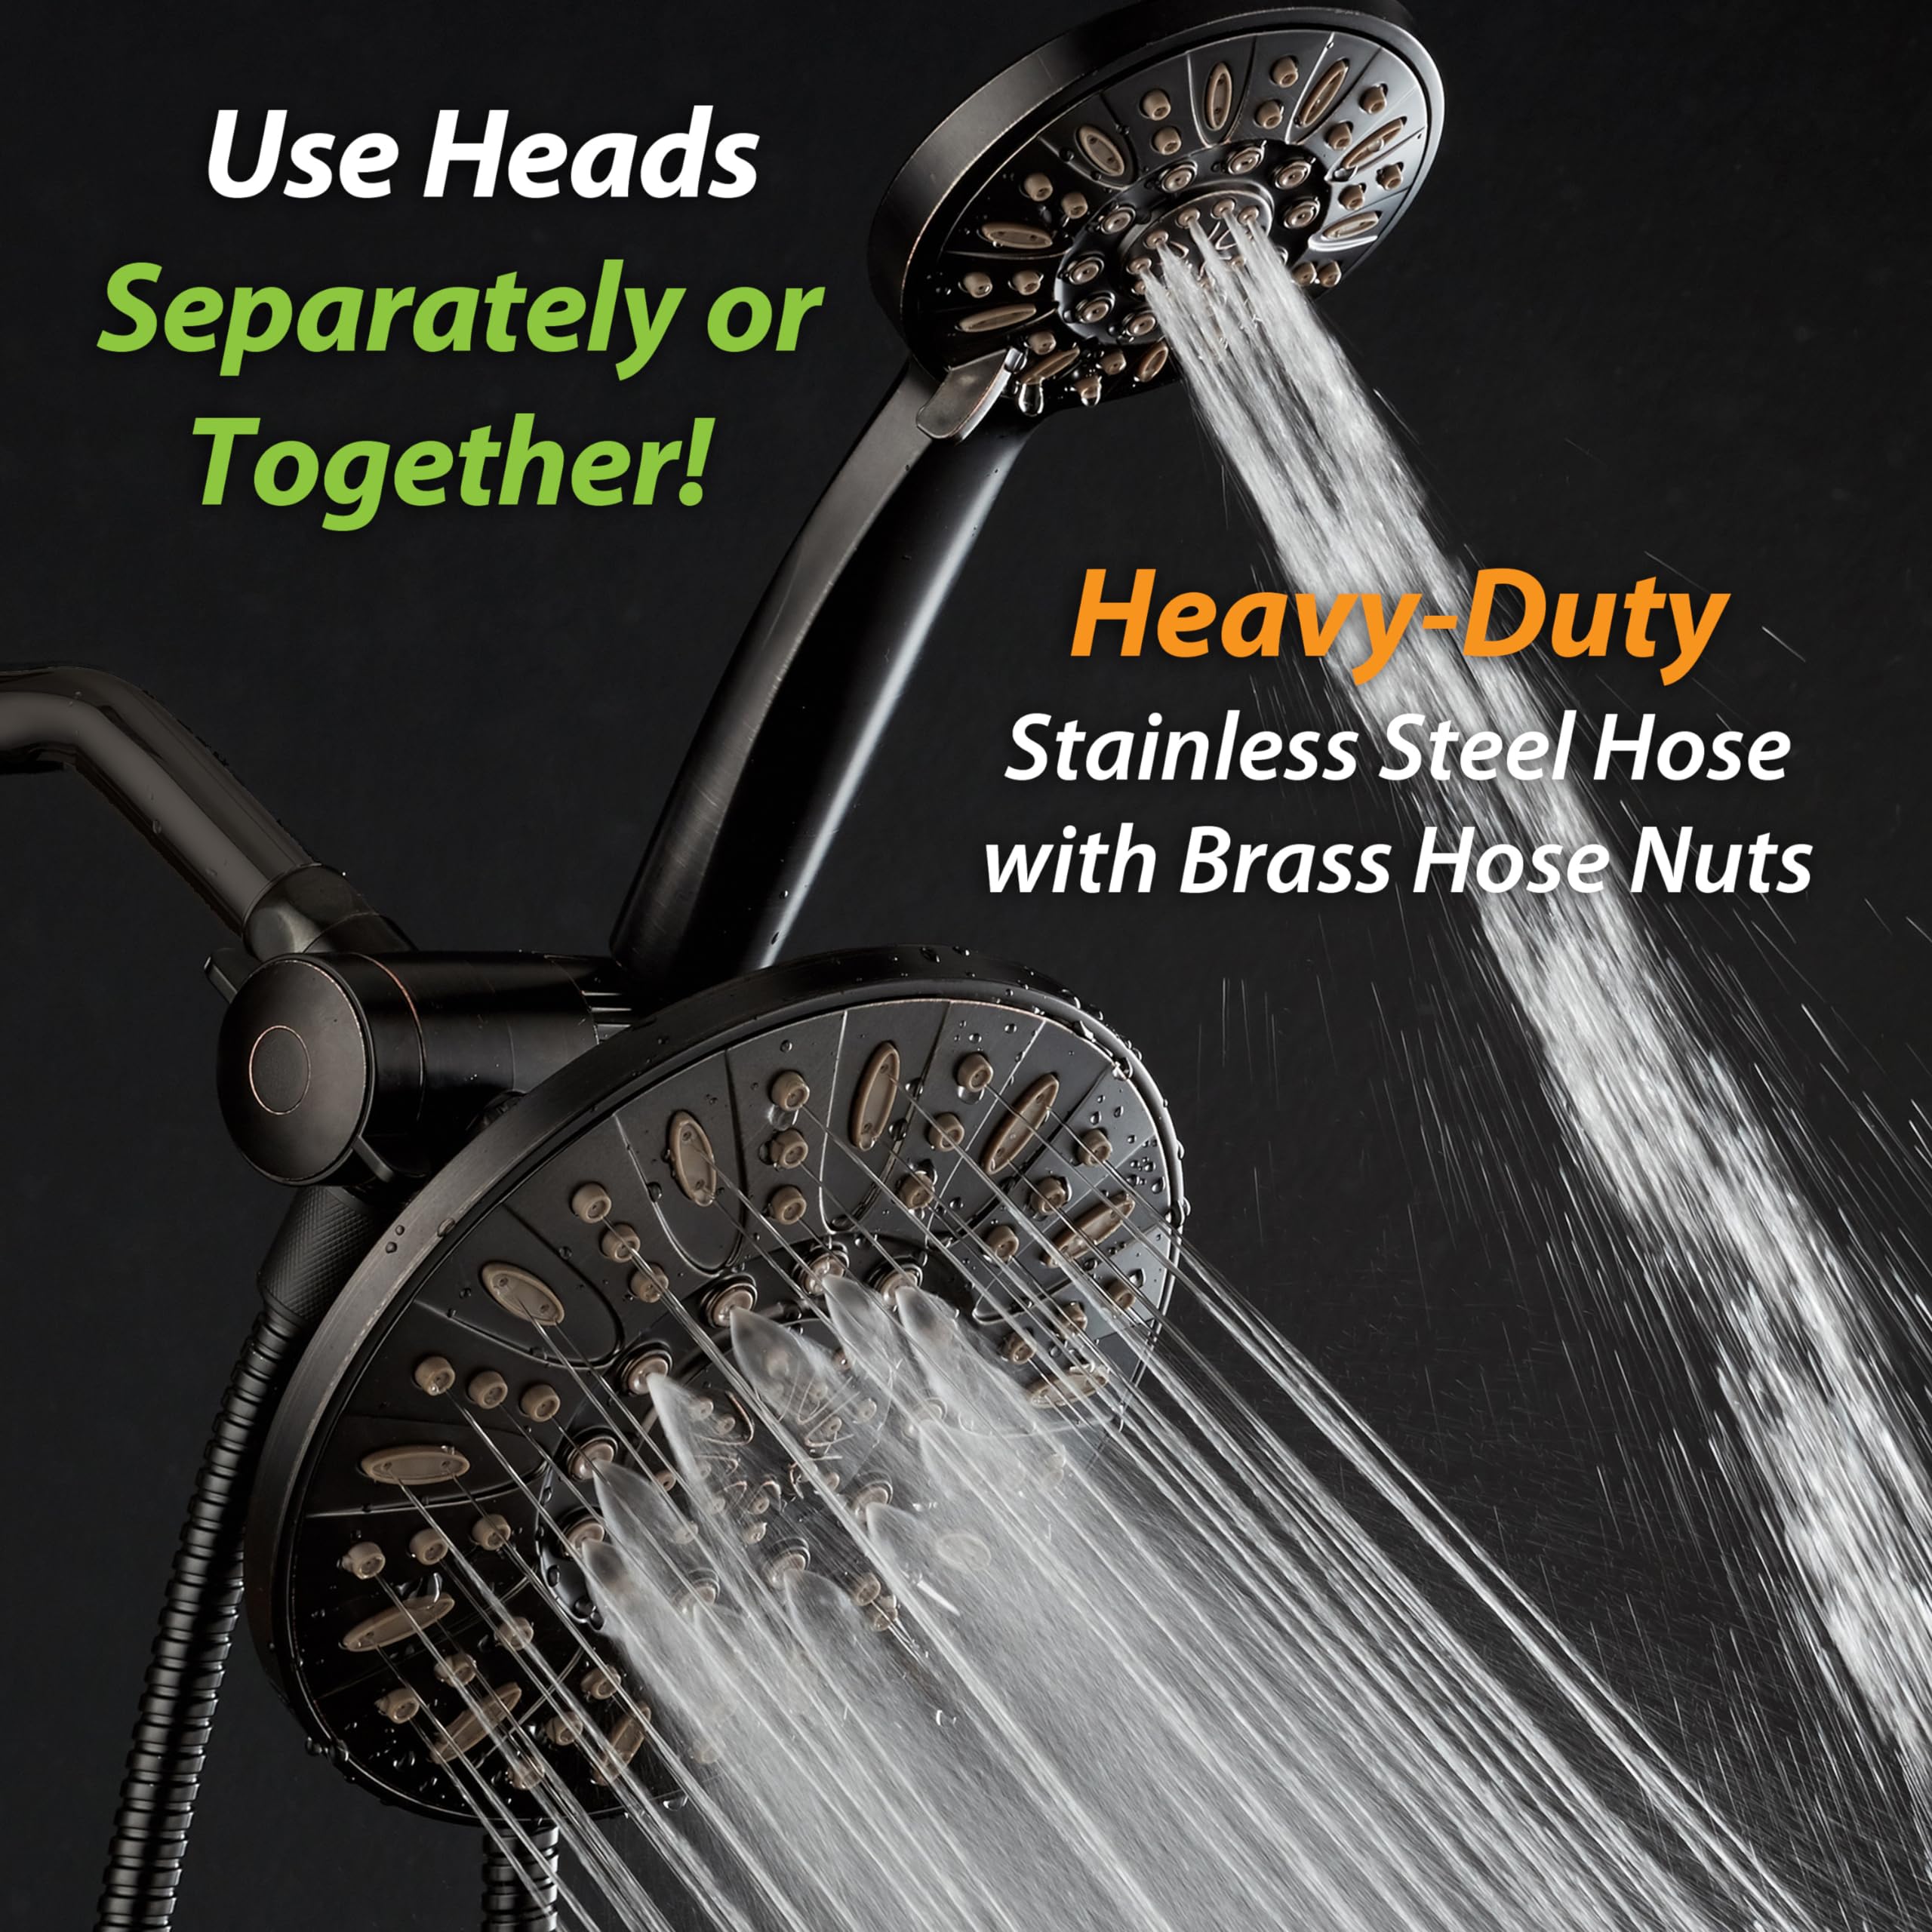 Use Heads
Separately or
Together!
Heavy-Duty
Stainless Steel Hose
with Brass Hose Nuts